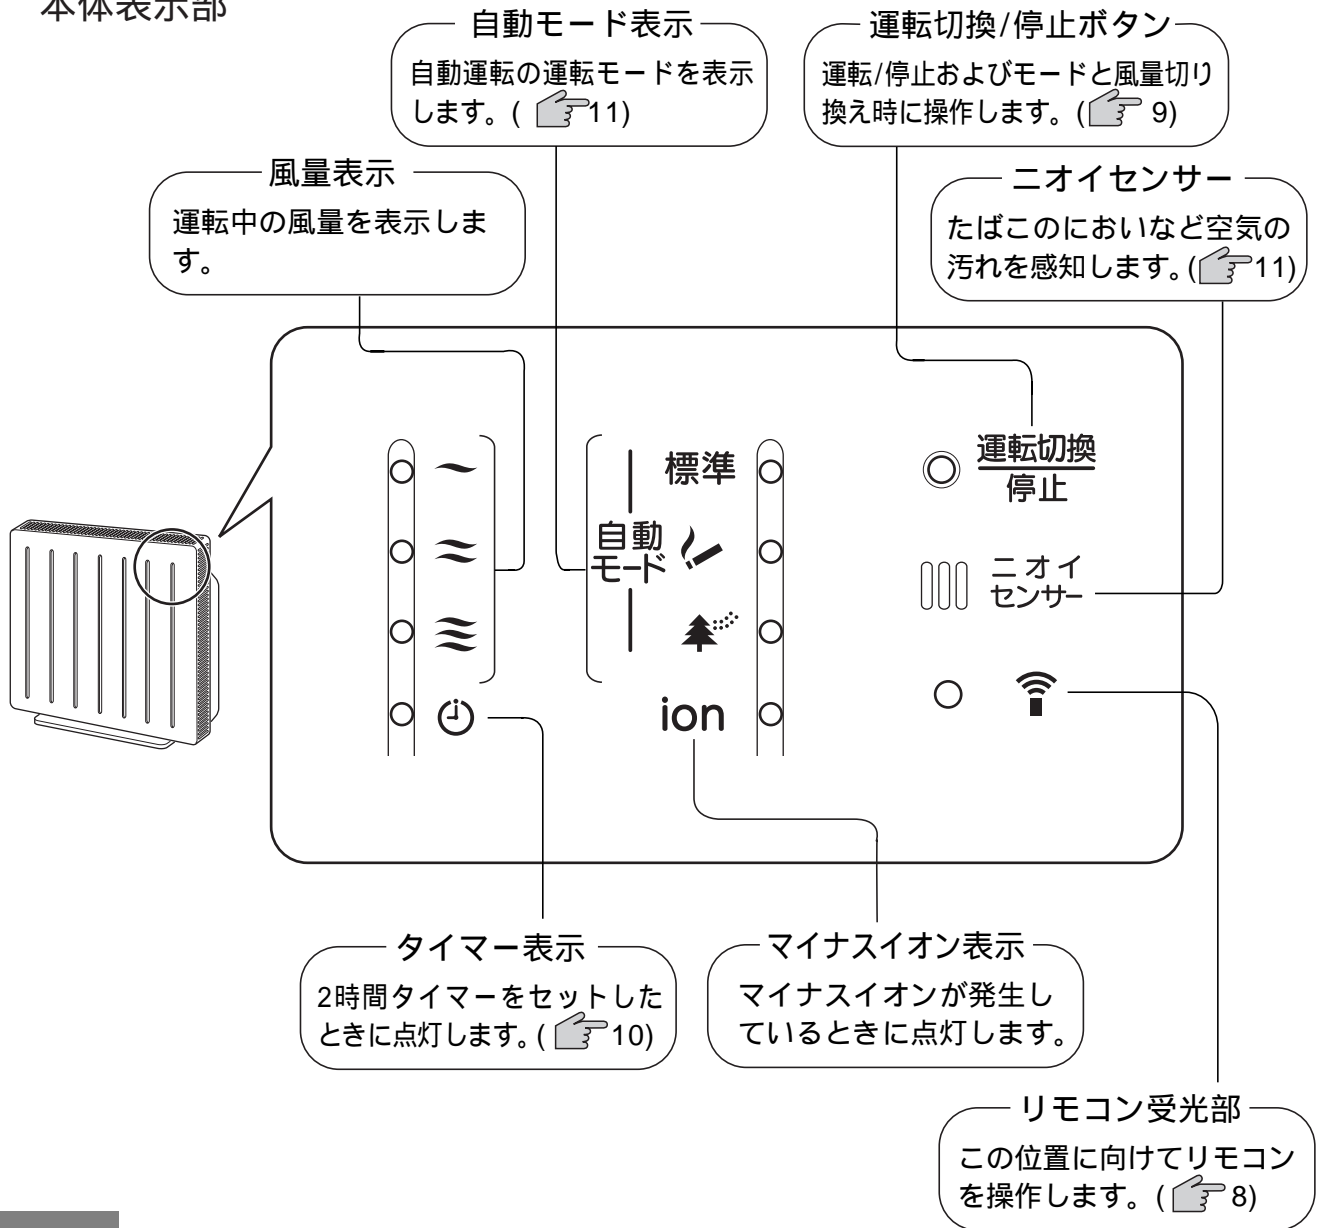 本体表示部
自動モード表示
自動運転の運転モードを表示
します。( 11)
運転切換/停止ボタン
運転/停止およびモードと風量切り
換え時に操作します。( 9)
風量表示
運転中の風量を表示しま
す。
ニオイセンサー
たばこのにおいなど空気の
汚れを感知します。( 11)
標準
自動
モード
ion
運転切換
停止
ニオイ
センサー
タイマー表示
2時間タイマーをセットした
ときに点灯します。( 10)
マイナスイオン表示
マイナスイオンが発生し
ているときに点灯します。
リモコン受光部
この位置に向けてリモコン
を操作します。( 8)